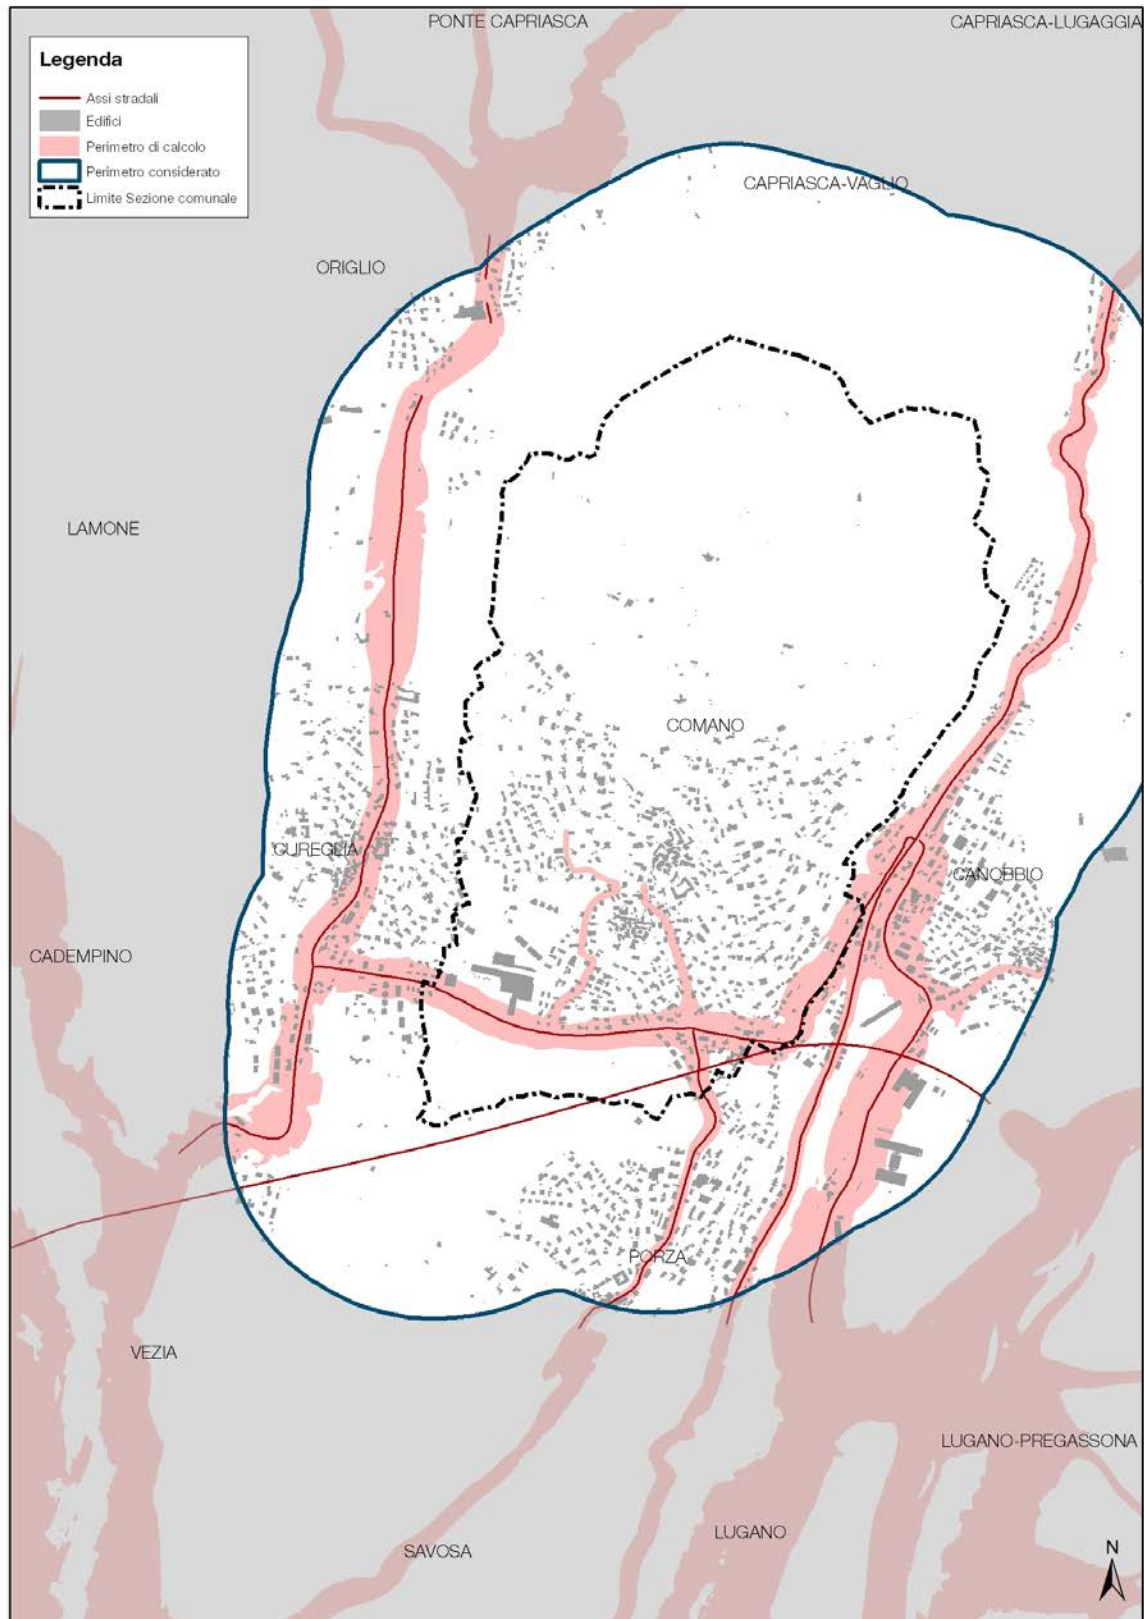 PONTE CAPRIASCA
CAPRIASCA-LUGAGGIA
Legenda
Assi stradali
Edifici
Perimetro di calcolo
Perimetro considerato
Limite Sezione comunale
CAPRIASCA-VAGLIO
ORIGLIO
LAMONE
COMANO
CUREGLIA
CANOBBIO
CADEMPINO
PORZA
VEZIA
LUGANO-PREGASSONA
LUGANO
SAVOSA
N